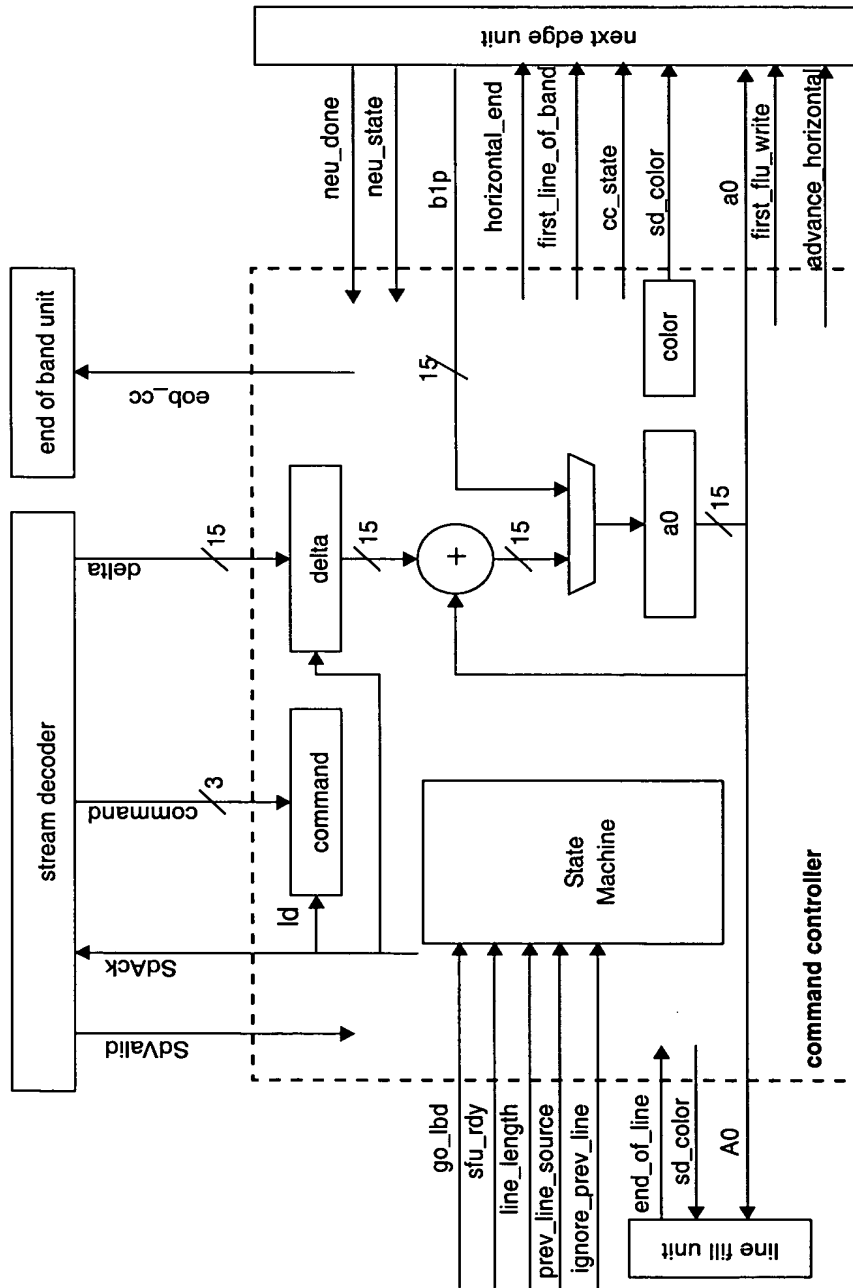 stream decoder
end of band unit
SdValid
SdAck
command
3
delta
15
eob_cc
neu_done
neu_state
b1p
15
horizontal_end
first_line_of_band
cc_state
sd_color
a0
first_flu_write
advance_horizontal
next edge unit
ld
command
delta
15
+
15
a0
15
color
State
Machine
go_lbd
sfu_rdy
line_length
prev_line_source
ignore_prev_line
end_of_line
sd_color
A0
line fill unit
command controller